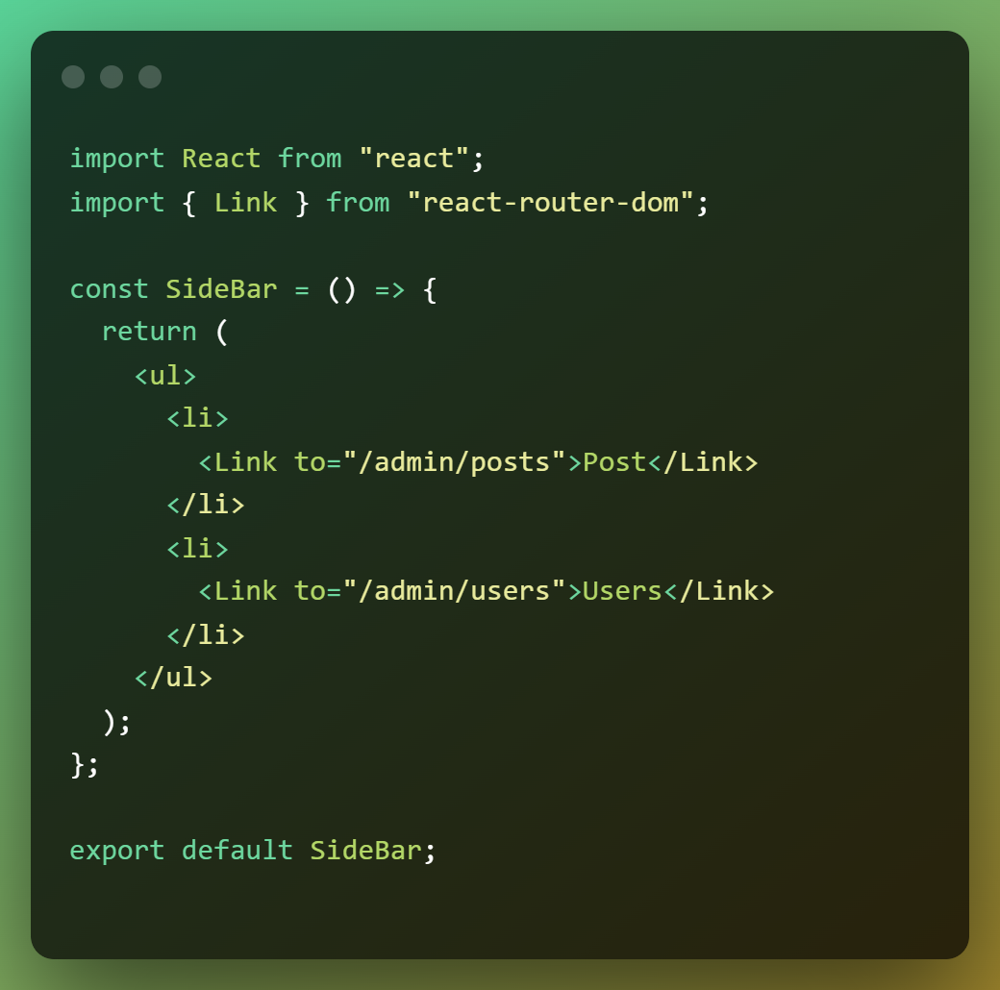 import React from "react";
import { Link } from "react-router-dom";

const SideBar = () => {
  return (
    <ul>
      <li>
        <Link to="/admin/posts">Post</Link>
      </li>
      <li>
        <Link to="/admin/users">Users</Link>
      </li>
    </ul>
  );
};

export default SideBar;